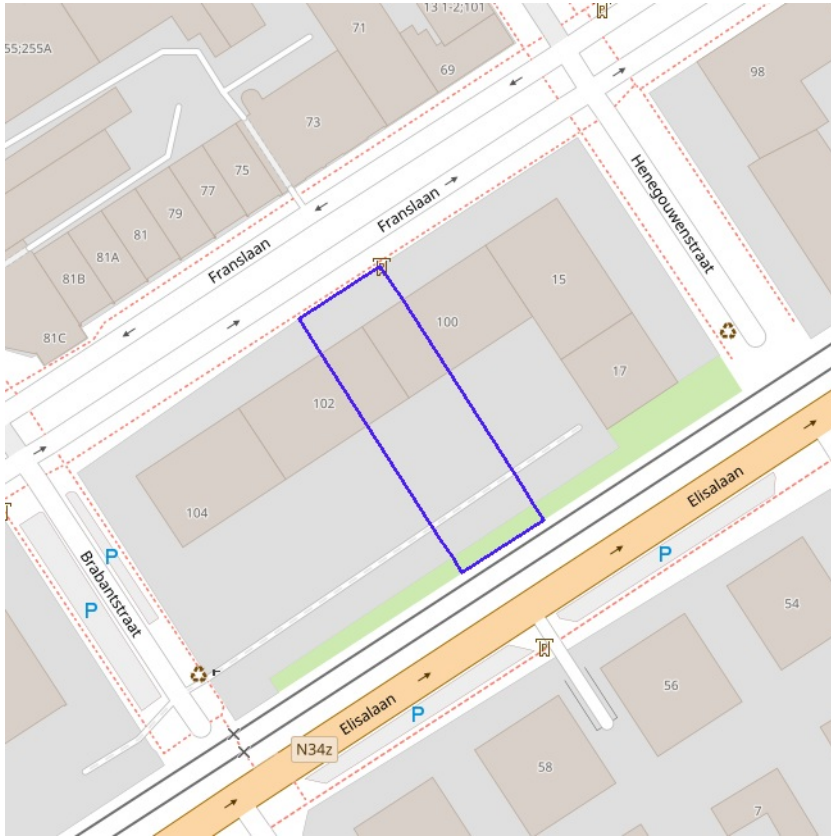 13 1-2;101
55;255A
71
69
98
73
75
77
79
81
81A
81B
81C
Franslaan
Franslaan
Henegouwenstraat
15
100
17
102
104
Elisalaan
Brabantstraat
P
P
P
54
56
Elisalaan
P
N34z
58
7